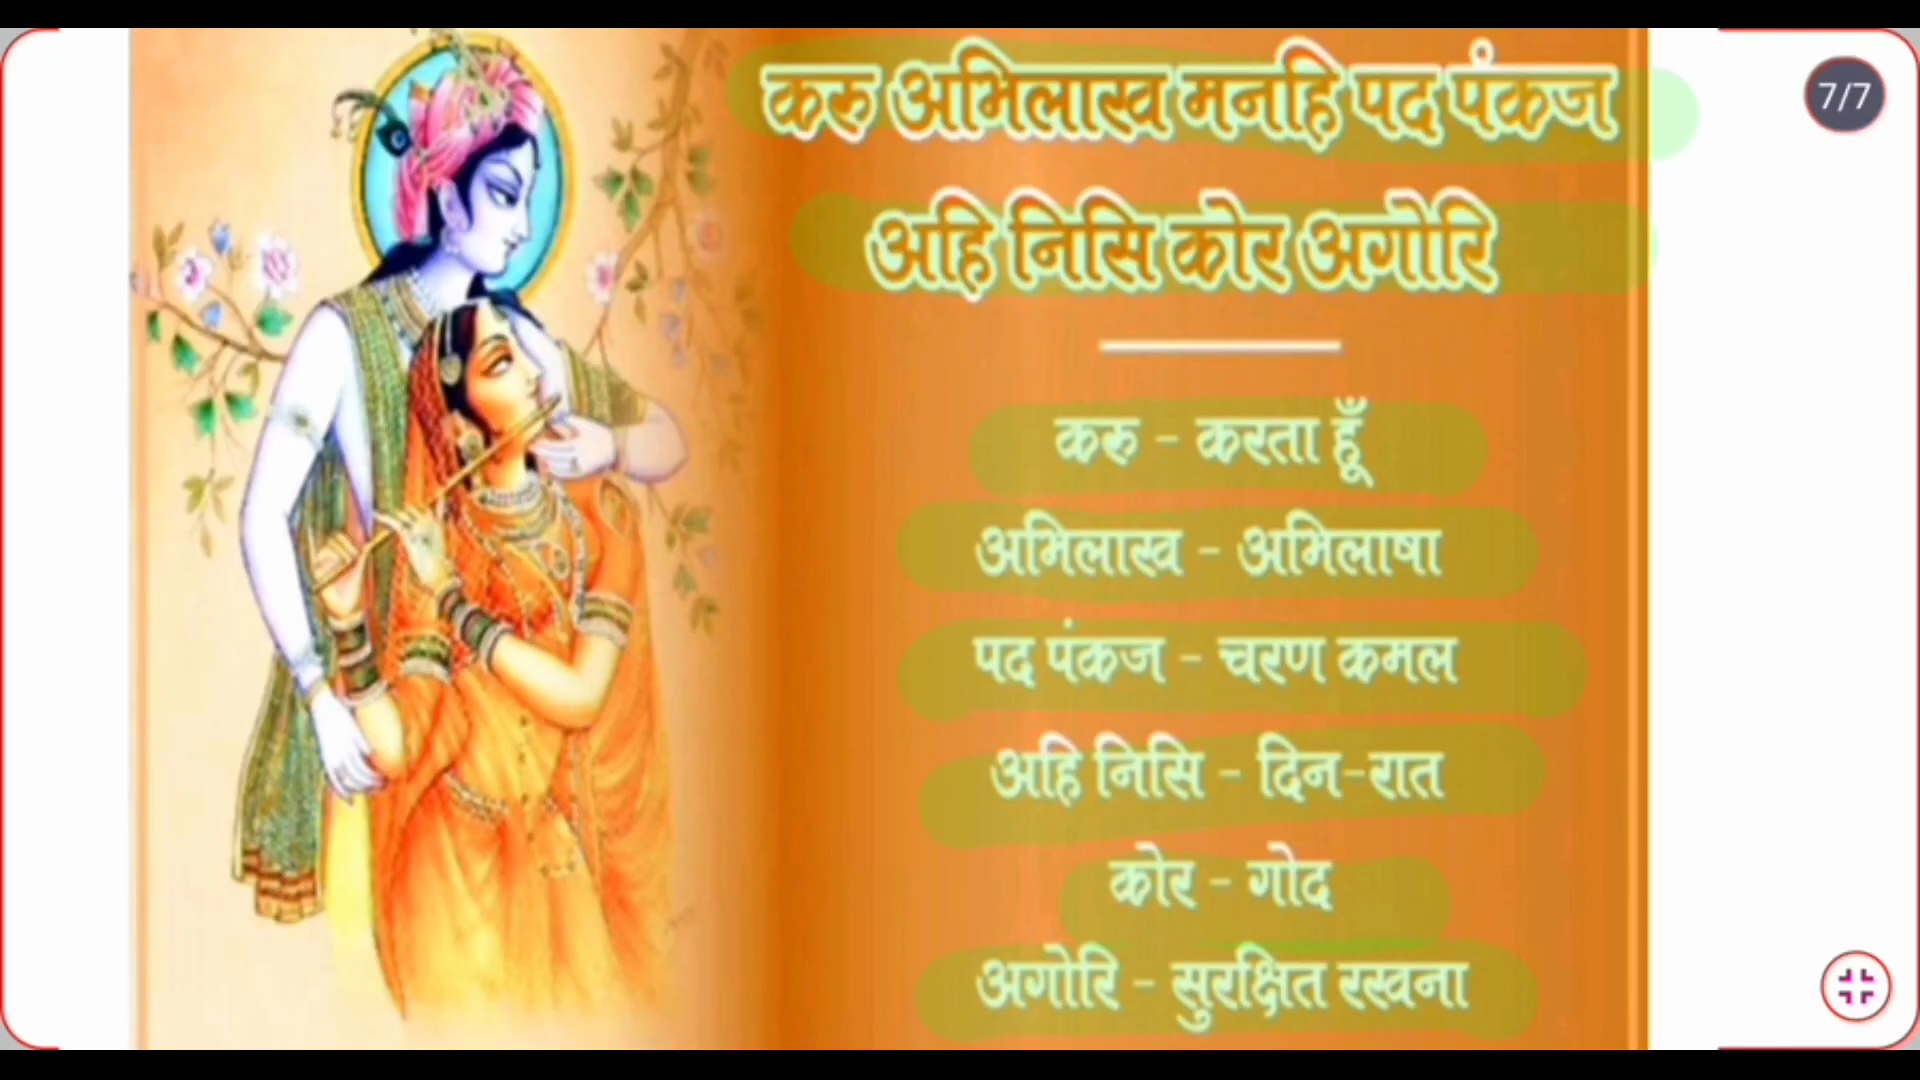 करु अभिलाख मनहि पद पंकज
अहि निसि कोर अगोरि
करु - करता हूँ
अभिलाख - अभिलाषा
पद पंकज - चरण कमल
अहि निसि - दिन-रात
कोर - गोद
अगोरि - सुरक्षित रखना
7/7